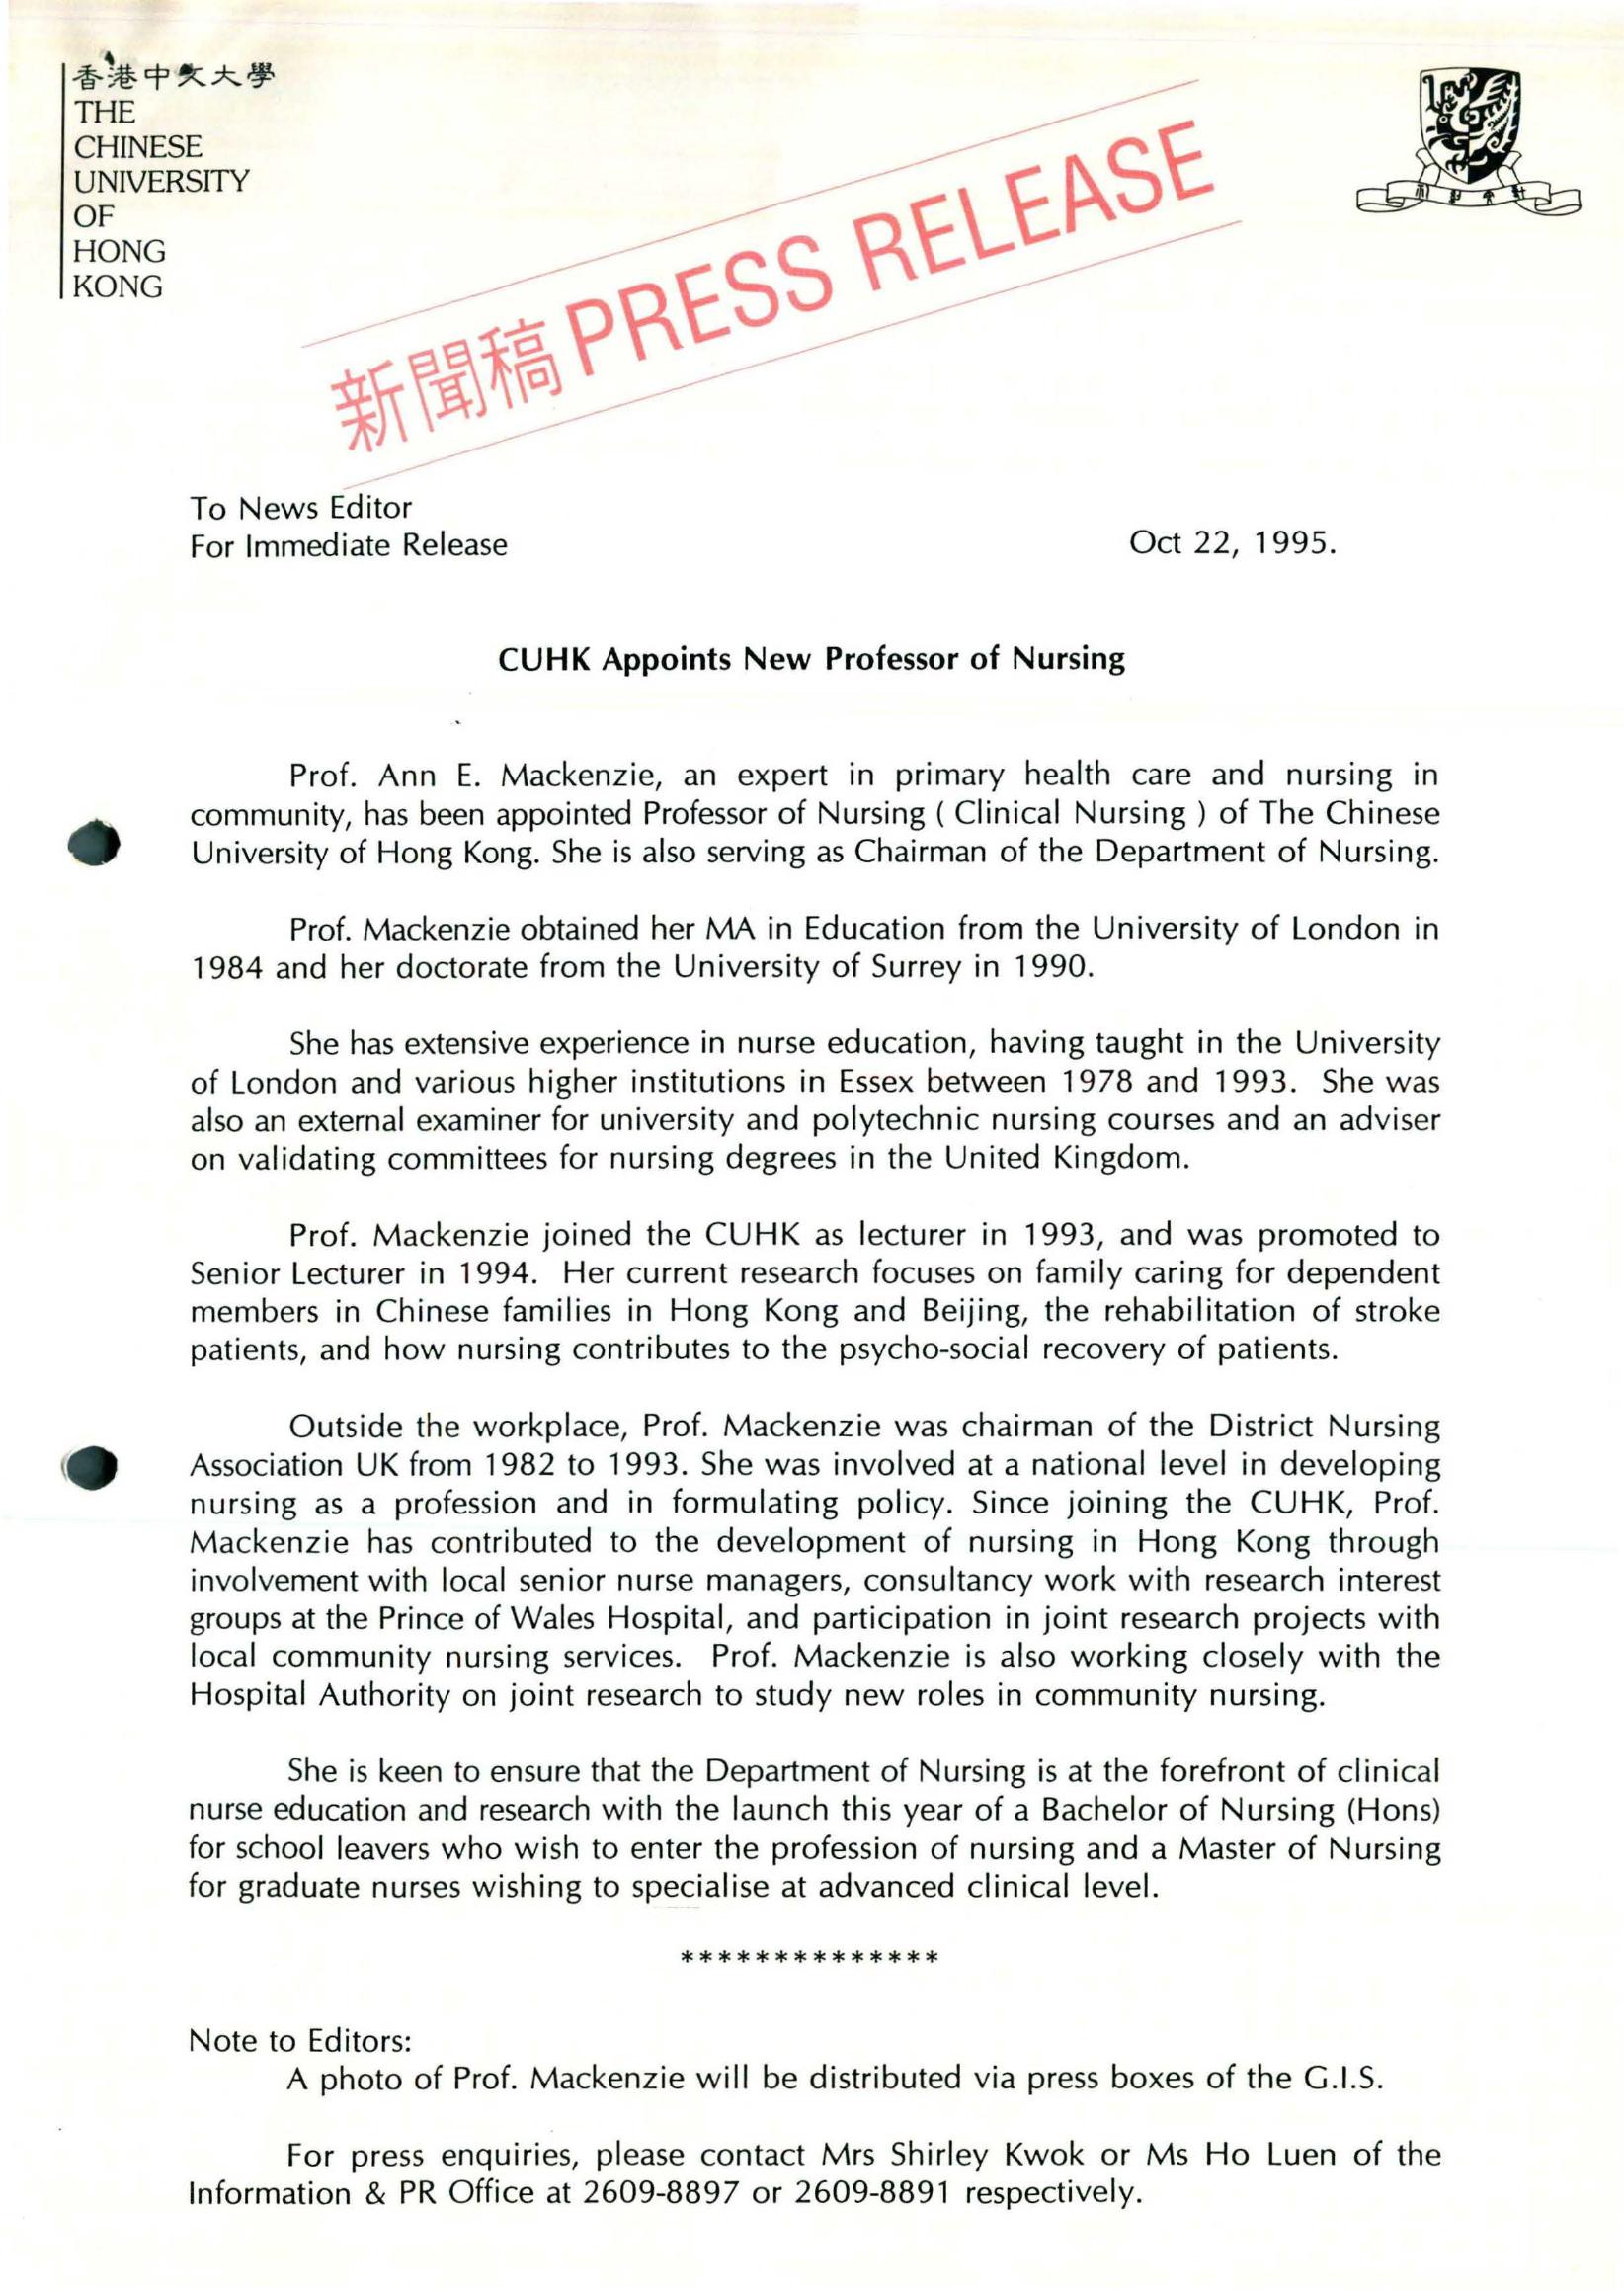 香港中文大學
THE
CHINESE
UNIVERSITY
OF
HONG
KONG
新聞稿 PRESS RELEASE
To News Editor
For Immediate Release Oct 22, 1995.
CUHK Appoints New Professor of Nursing
Prof. Ann E. Mackenzie, an expert in primary health care and nursing in
community, has been appointed Professor of Nursing ( Clinical Nursing ) of The Chinese
University of Hong Kong. She is also serving as Chairman of the Department of Nursing.
Prof. Mackenzie obtained her MA in Education from the University of London in
1984 and her doctorate from the University of Surrey in 1990.
She has extensive experience in nurse education, having taught in the University
of London and various higher institutions in Essex between 1978 and 1993. She was
also an external examiner for university and polytechnic nursing courses and an adviser
on validating committees for nursing degrees in the United Kingdom.
Prof. Mackenzie joined the CUHK as lecturer in 1993, and was promoted to
Senior Lecturer in 1994. Her current research focuses on family caring for dependent
members in Chinese families in Hong Kong and Beijing, the rehabilitation of stroke
patients, and how nursing contributes to the psycho-social recovery of patients.
Outside the workplace, Prof. Mackenzie was chairman of the District Nursing
Association UK from 1982 to 1993. She was involved at a national level in developing
nursing as a profession and in formulating policy. Since joining the CUHK, Prof.
Mackenzie has contributed to the development of nursing in Hong Kong through
involvement with local senior nurse managers, consultancy work with research interest
groups at the Prince of Wales Hospital, and participation in joint research projects with
local community nursing services. Prof. Mackenzie is also working closely with the
Hospital Authority on joint research to study new roles in community nursing.
She is keen to ensure that the Department of Nursing is at the forefront of clinical
nurse education and research with the launch this year of a Bachelor of Nursing (Hons)
for school leavers who wish to enter the profession of nursing and a Master of Nursing
for graduate nurses wishing to specialise at advanced clinical level.
**************
Note to Editors:
A photo of Prof. Mackenzie will be distributed via press boxes of the G.I.S.
For press enquiries, please contact Mrs Shirley Kwok or Ms Ho Luen of the
Information & PR Office at 2609-8897 or 2609-8891 respectively.